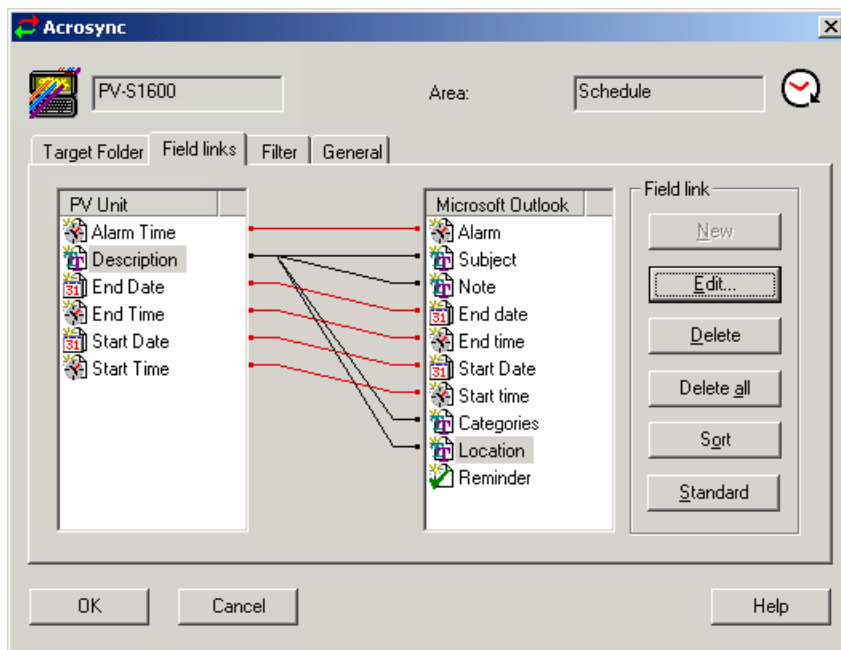 Acrosync
PV-S1600
Area:
Schedule
Target Folder
Field links
Filter
General
PV Unit
Alarm Time
Description
End Date
End Time
Start Date
Start Time
Microsoft Outlook
Alarm
Subject
Note
End date
End time
Start Date
Start time
Categories
Location
Reminder
Field link
New
Edit...
Delete
Delete all
Sort
Standard
OK
Cancel
Help